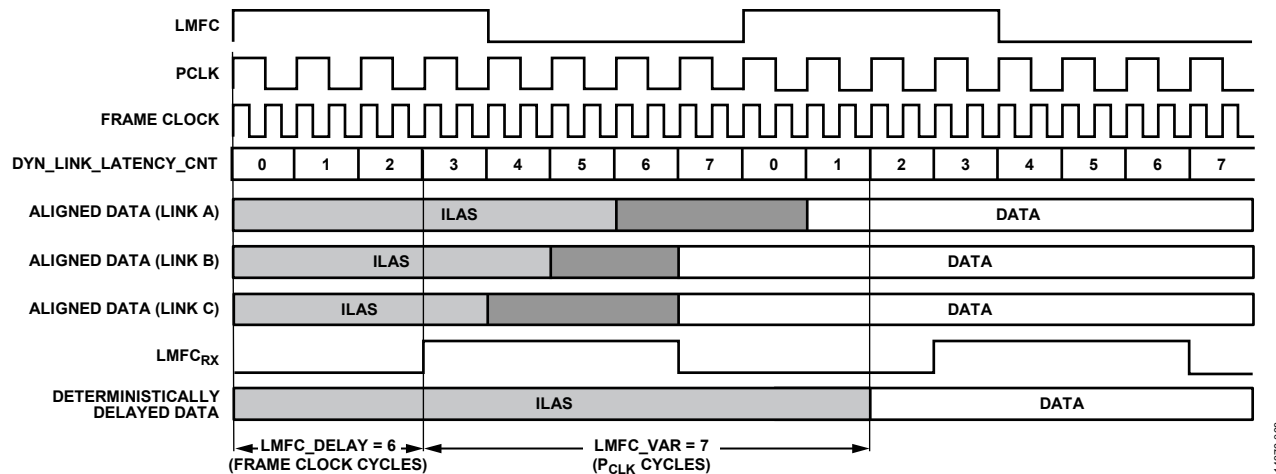 LMFC
PCLK
FRAME CLOCK
DYN_LINK_LATENCY_CNT 0 1 2 3 4 5 6 7 0 1 2 3 4 5 6 7
ALIGNED DATA (LINK A) ILAS DATA
ALIGNED DATA (LINK B) ILAS DATA
ALIGNED DATA (LINK C) ILAS DATA
LMFCRX
DETERMINISTICALLY
DELAYED DATA ILAS DATA
LMFC_DELAY = 6 LMFC_VAR = 7
(FRAME CLOCK CYCLES) (PCLK CYCLES)